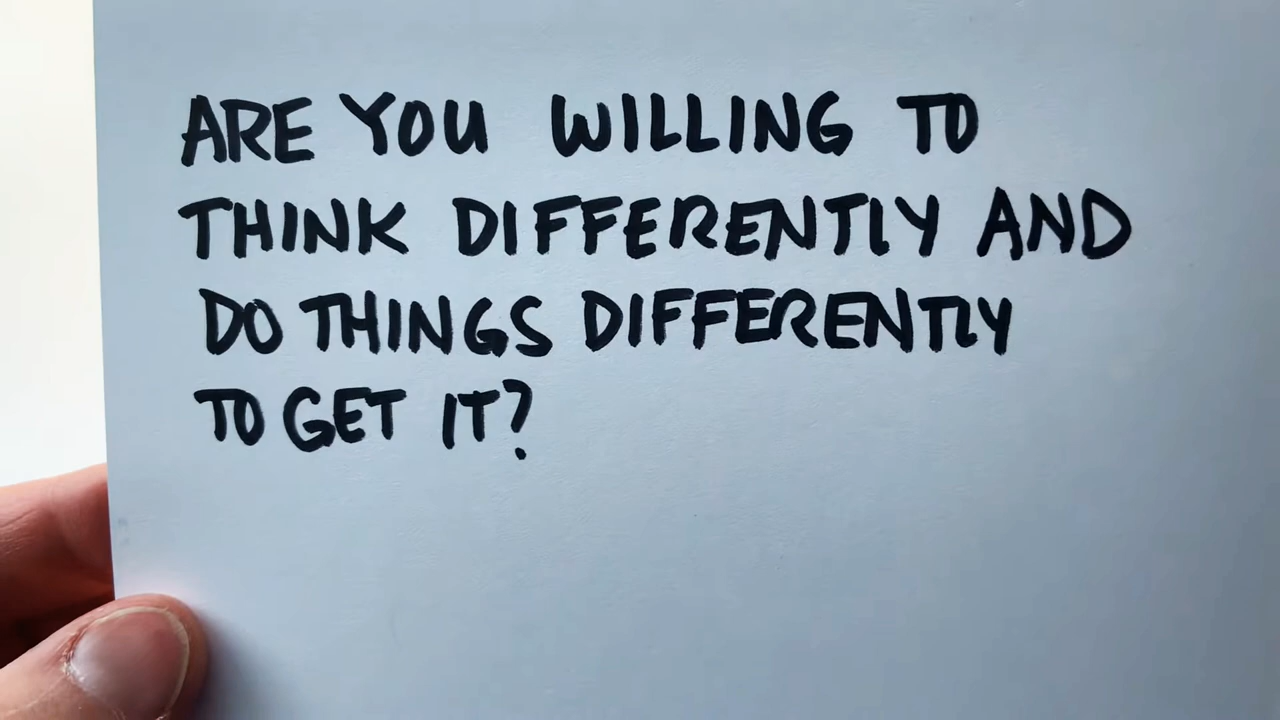 ARE YOU WILLING TO
THINK DIFFERENTLY AND
DO THINGS DIFFERENTLY
TO GET IT?